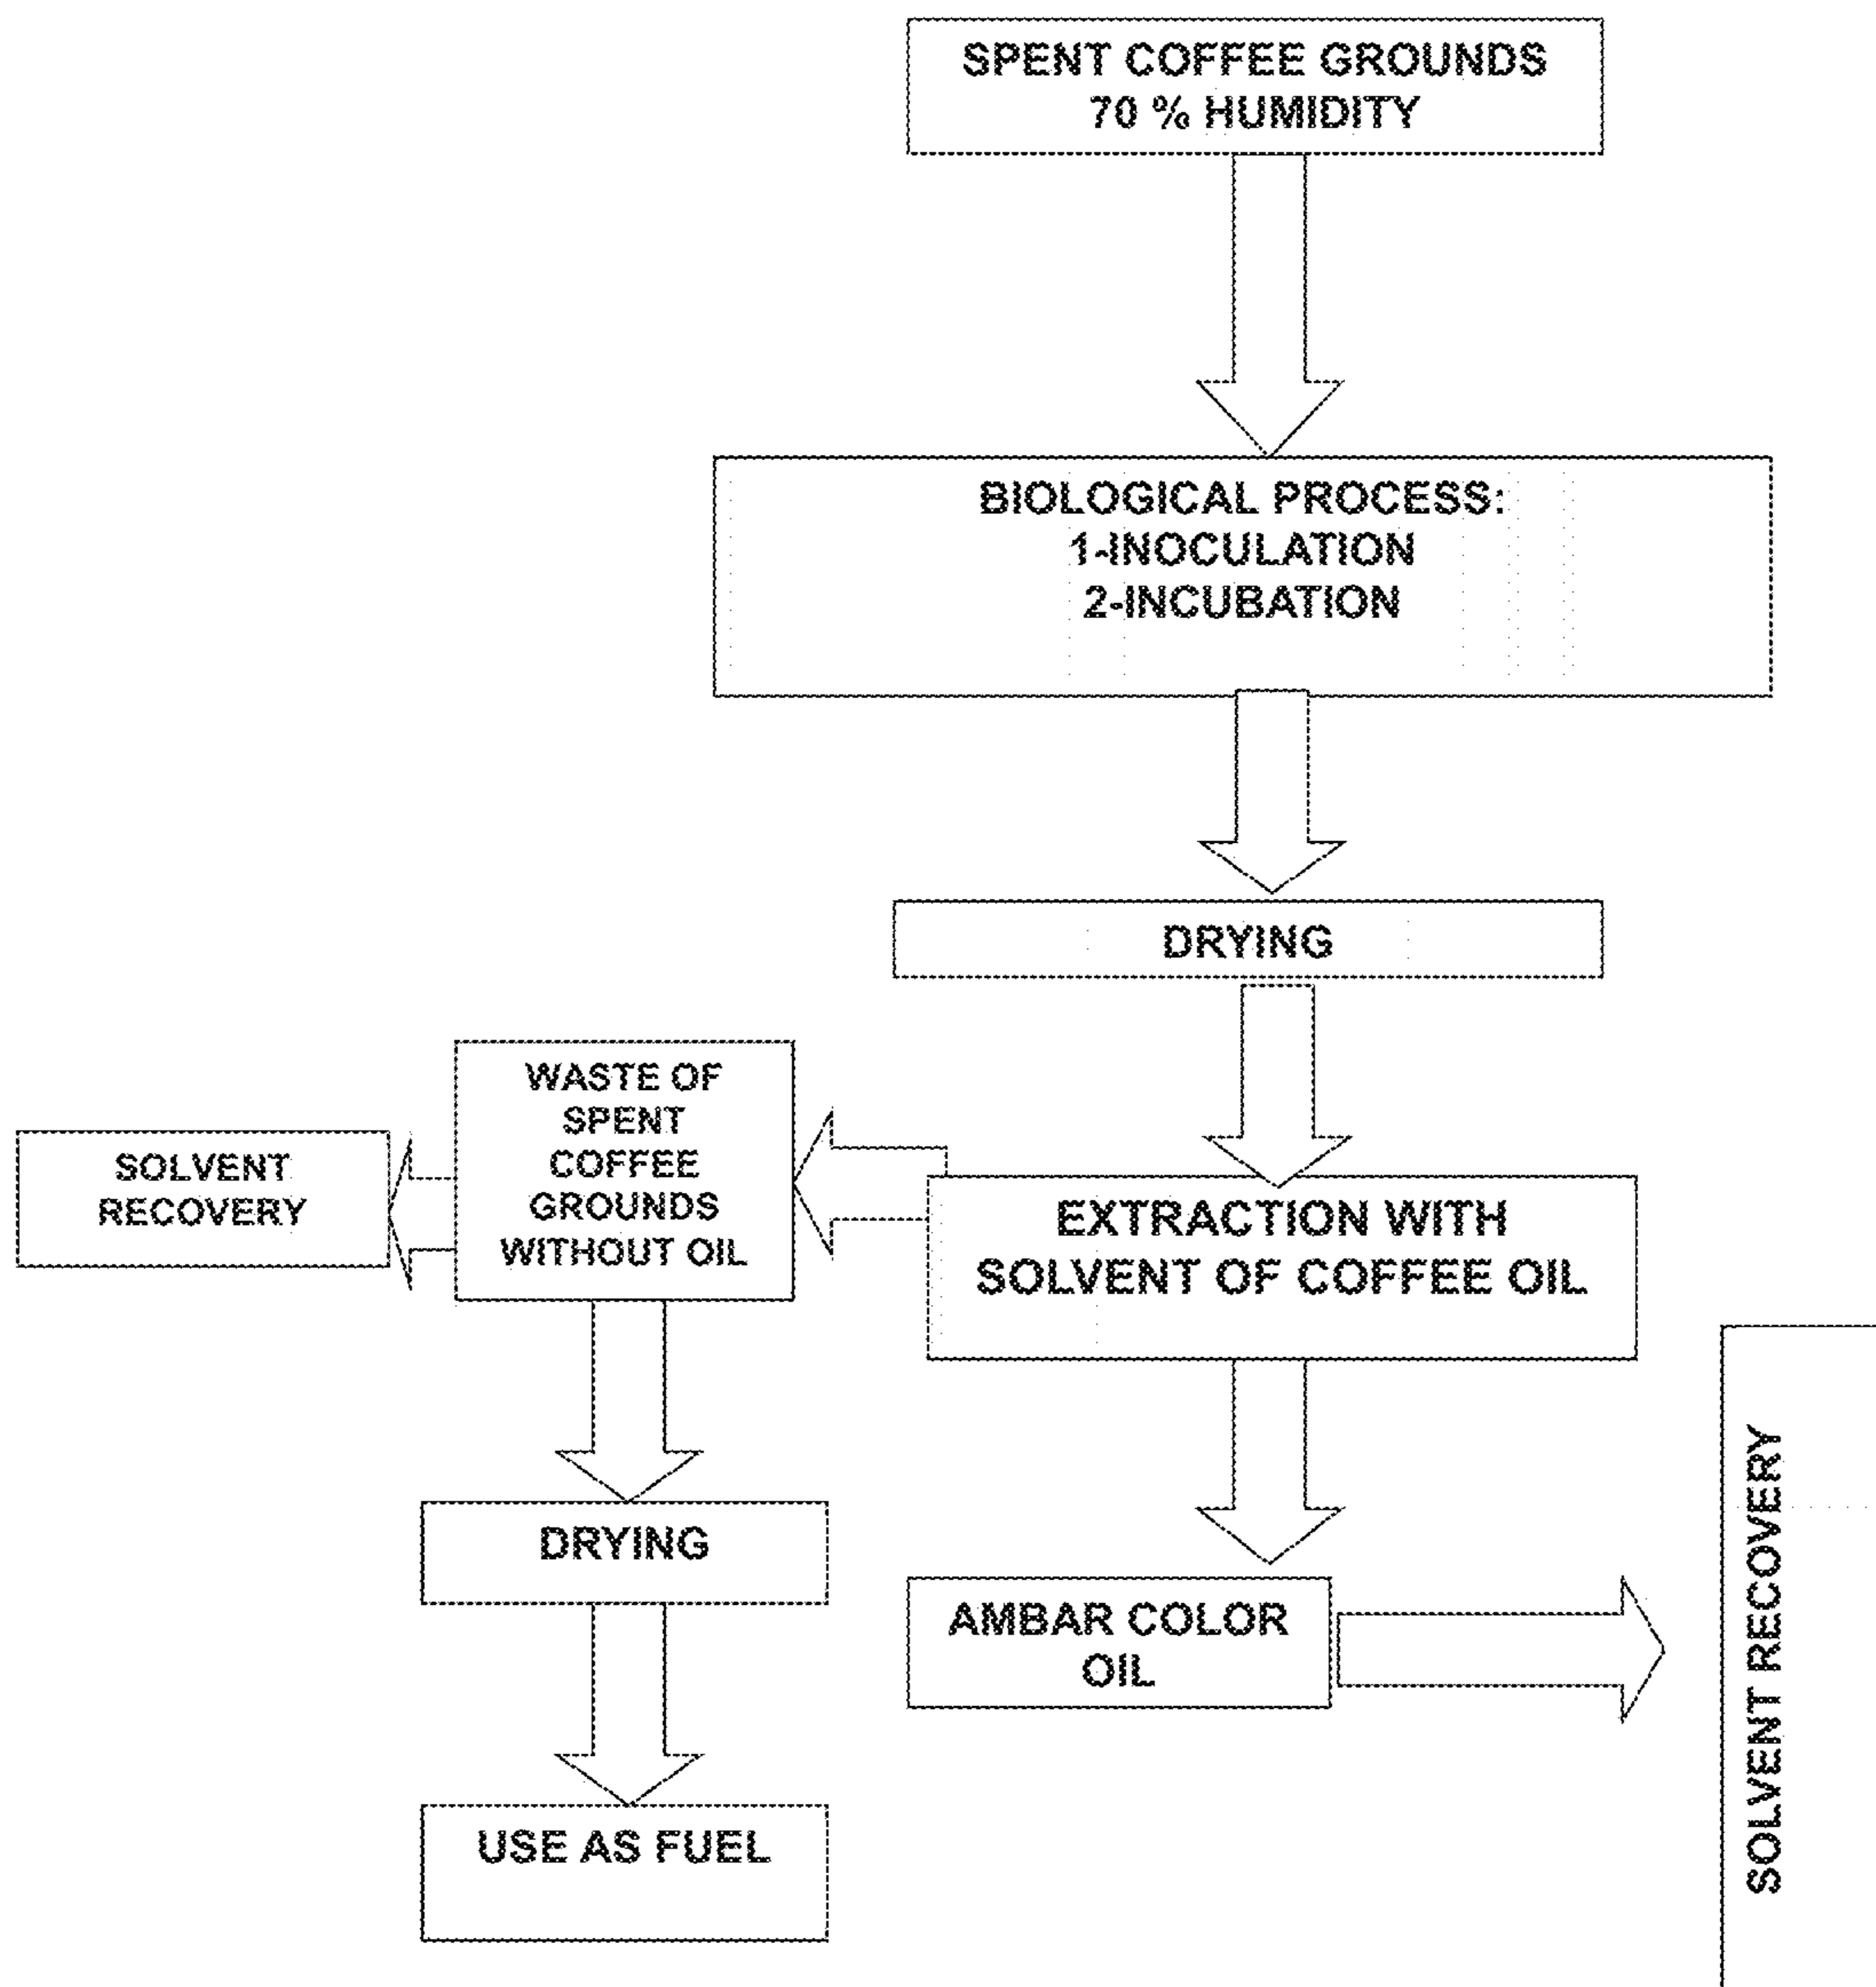 SPENT COFFEE GROUNDS
70 % HUMIDITY
BIOLOGICAL PROCESS:
1-INOCULATION
2-INCUBATION
DRYING
WASTE OF
SPENT
COFFEE
GROUNDS
WITHOUT OIL
SOLVENT
RECOVERY
EXTRACTION WITH
SOLVENT OF COFFEE OIL
DRYING
AMBAR COLOR
OIL
SOLVENT RECOVERY
USE AS FUEL